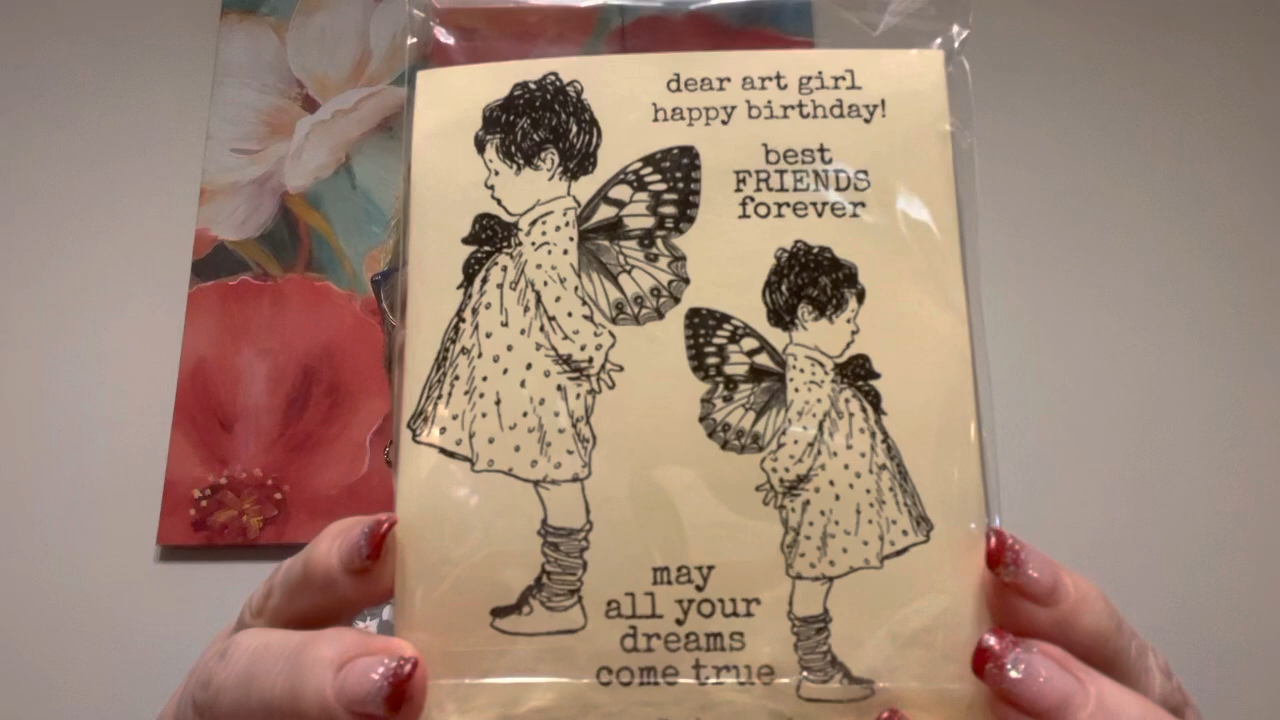 dear art girl
happy birthday!
best
FRIENDS
forever
may
all your
dreams
come true